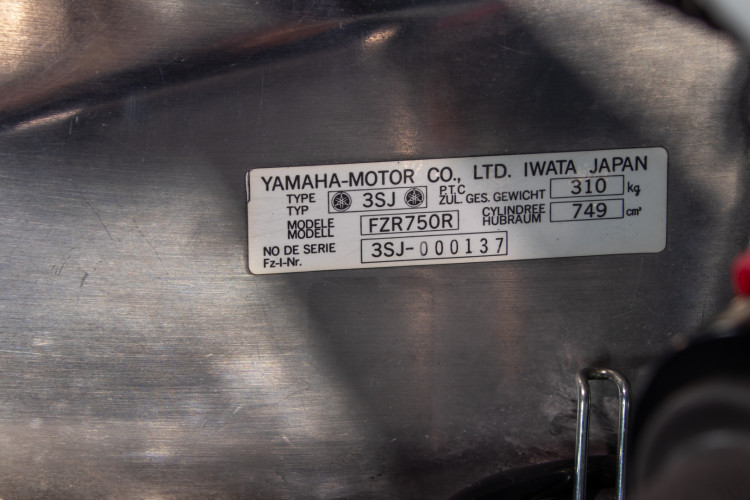 YAMAHA-MOTOR CO., LTD. IWATA JAPAN
TYPE
TYP
3SJ
P.T.C
ZUL. GES. GEWICHT
310 kg
MODELE
MODELL
FZR750R
CYLINDREE
HUBRAUM
749 cm³
NO DE SERIE
Fz-I-Nr.
3SJ-000137